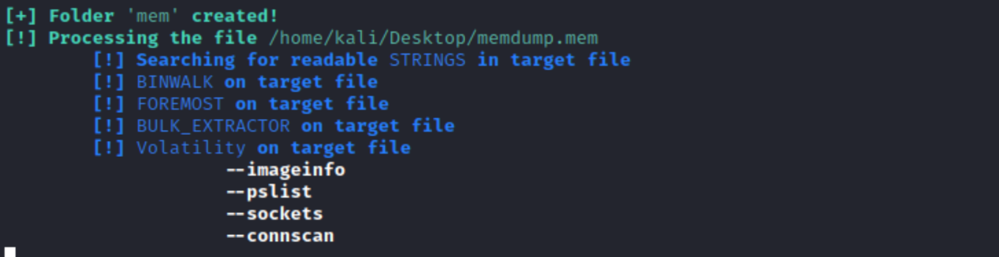 [+] Folder 'mem' created!
[!] Processing the file /home/kali/Desktop/memdump.mem
[!] Searching for readable STRINGS in target file
[!] BINWALK on target file
[!] FOREMOST on target file
[!] BULK_EXTRACTOR on target file
[!] Volatility on target file
--imageinfo
--pslist
--sockets
--connscan